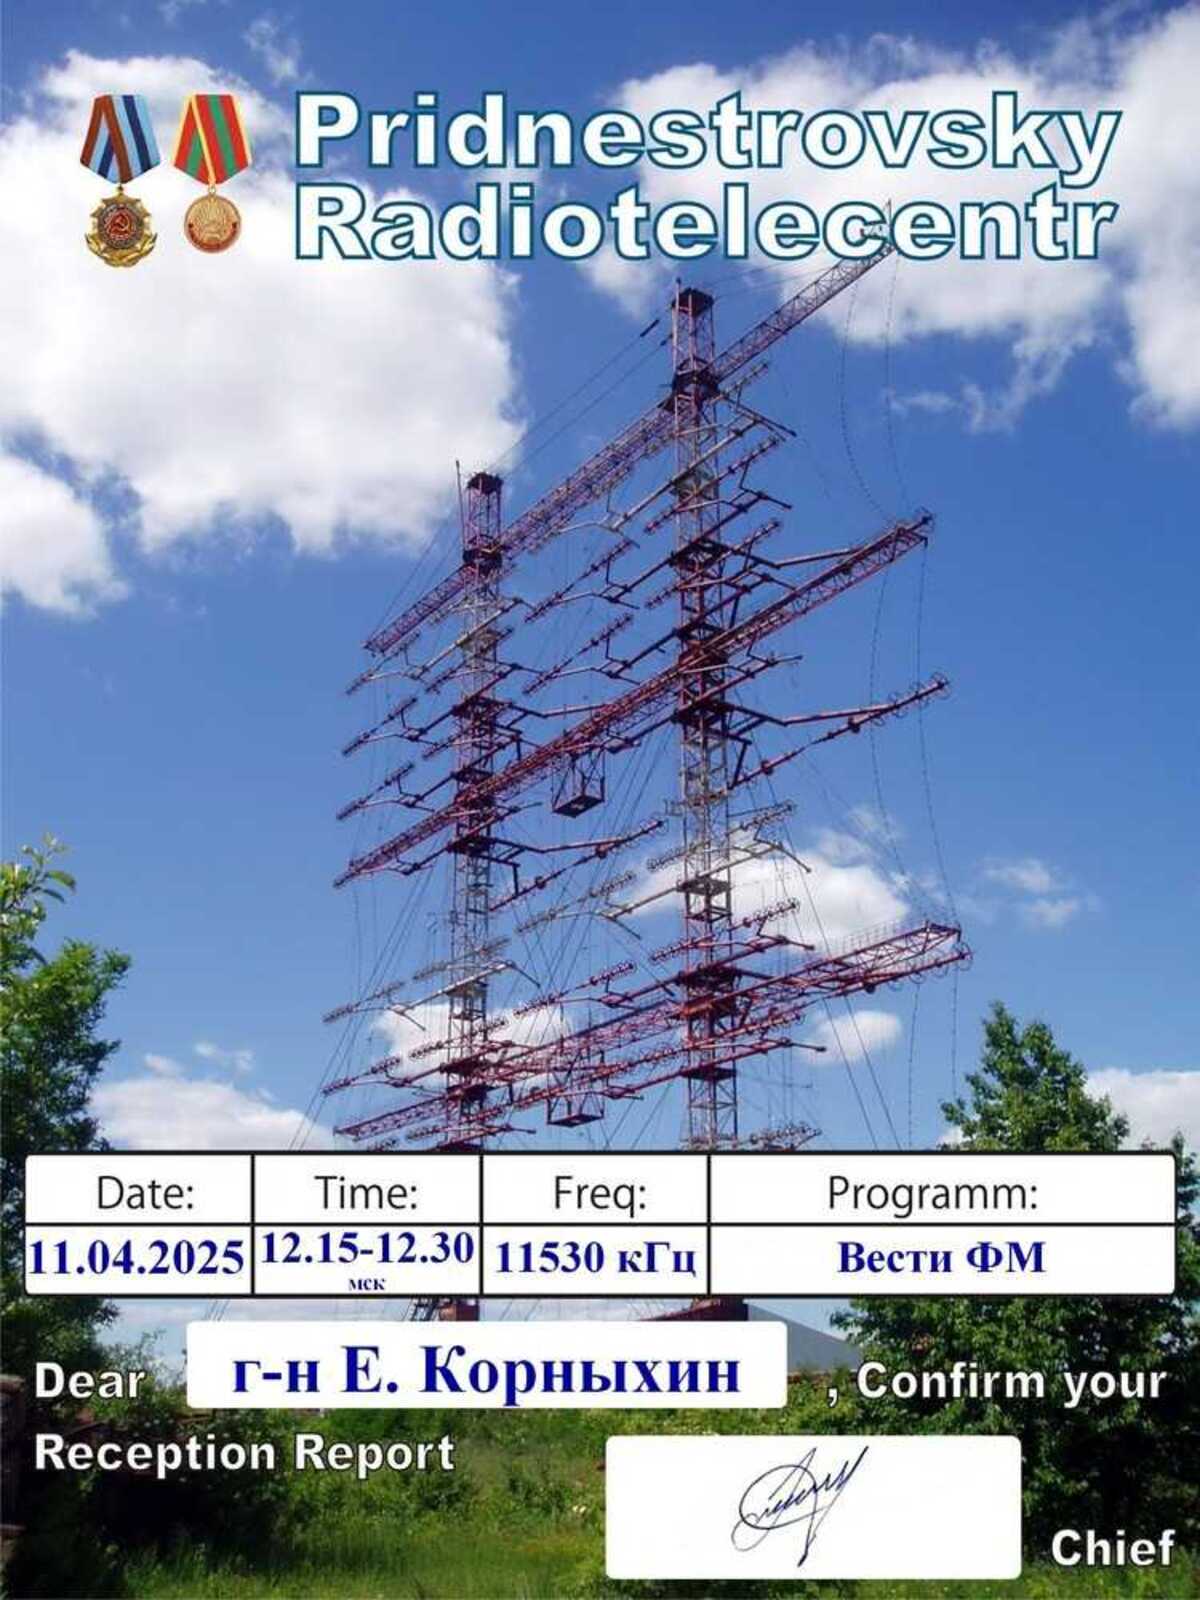 Pridnestrovsky
Radiotelecentr
Date: Time: Freq: Programm:
11.04.2025 12.15-12.30 11530 кГц Вести ФМ
мск
Dear г-н Е. Корныхин , Confirm your
Reception Report
Chief